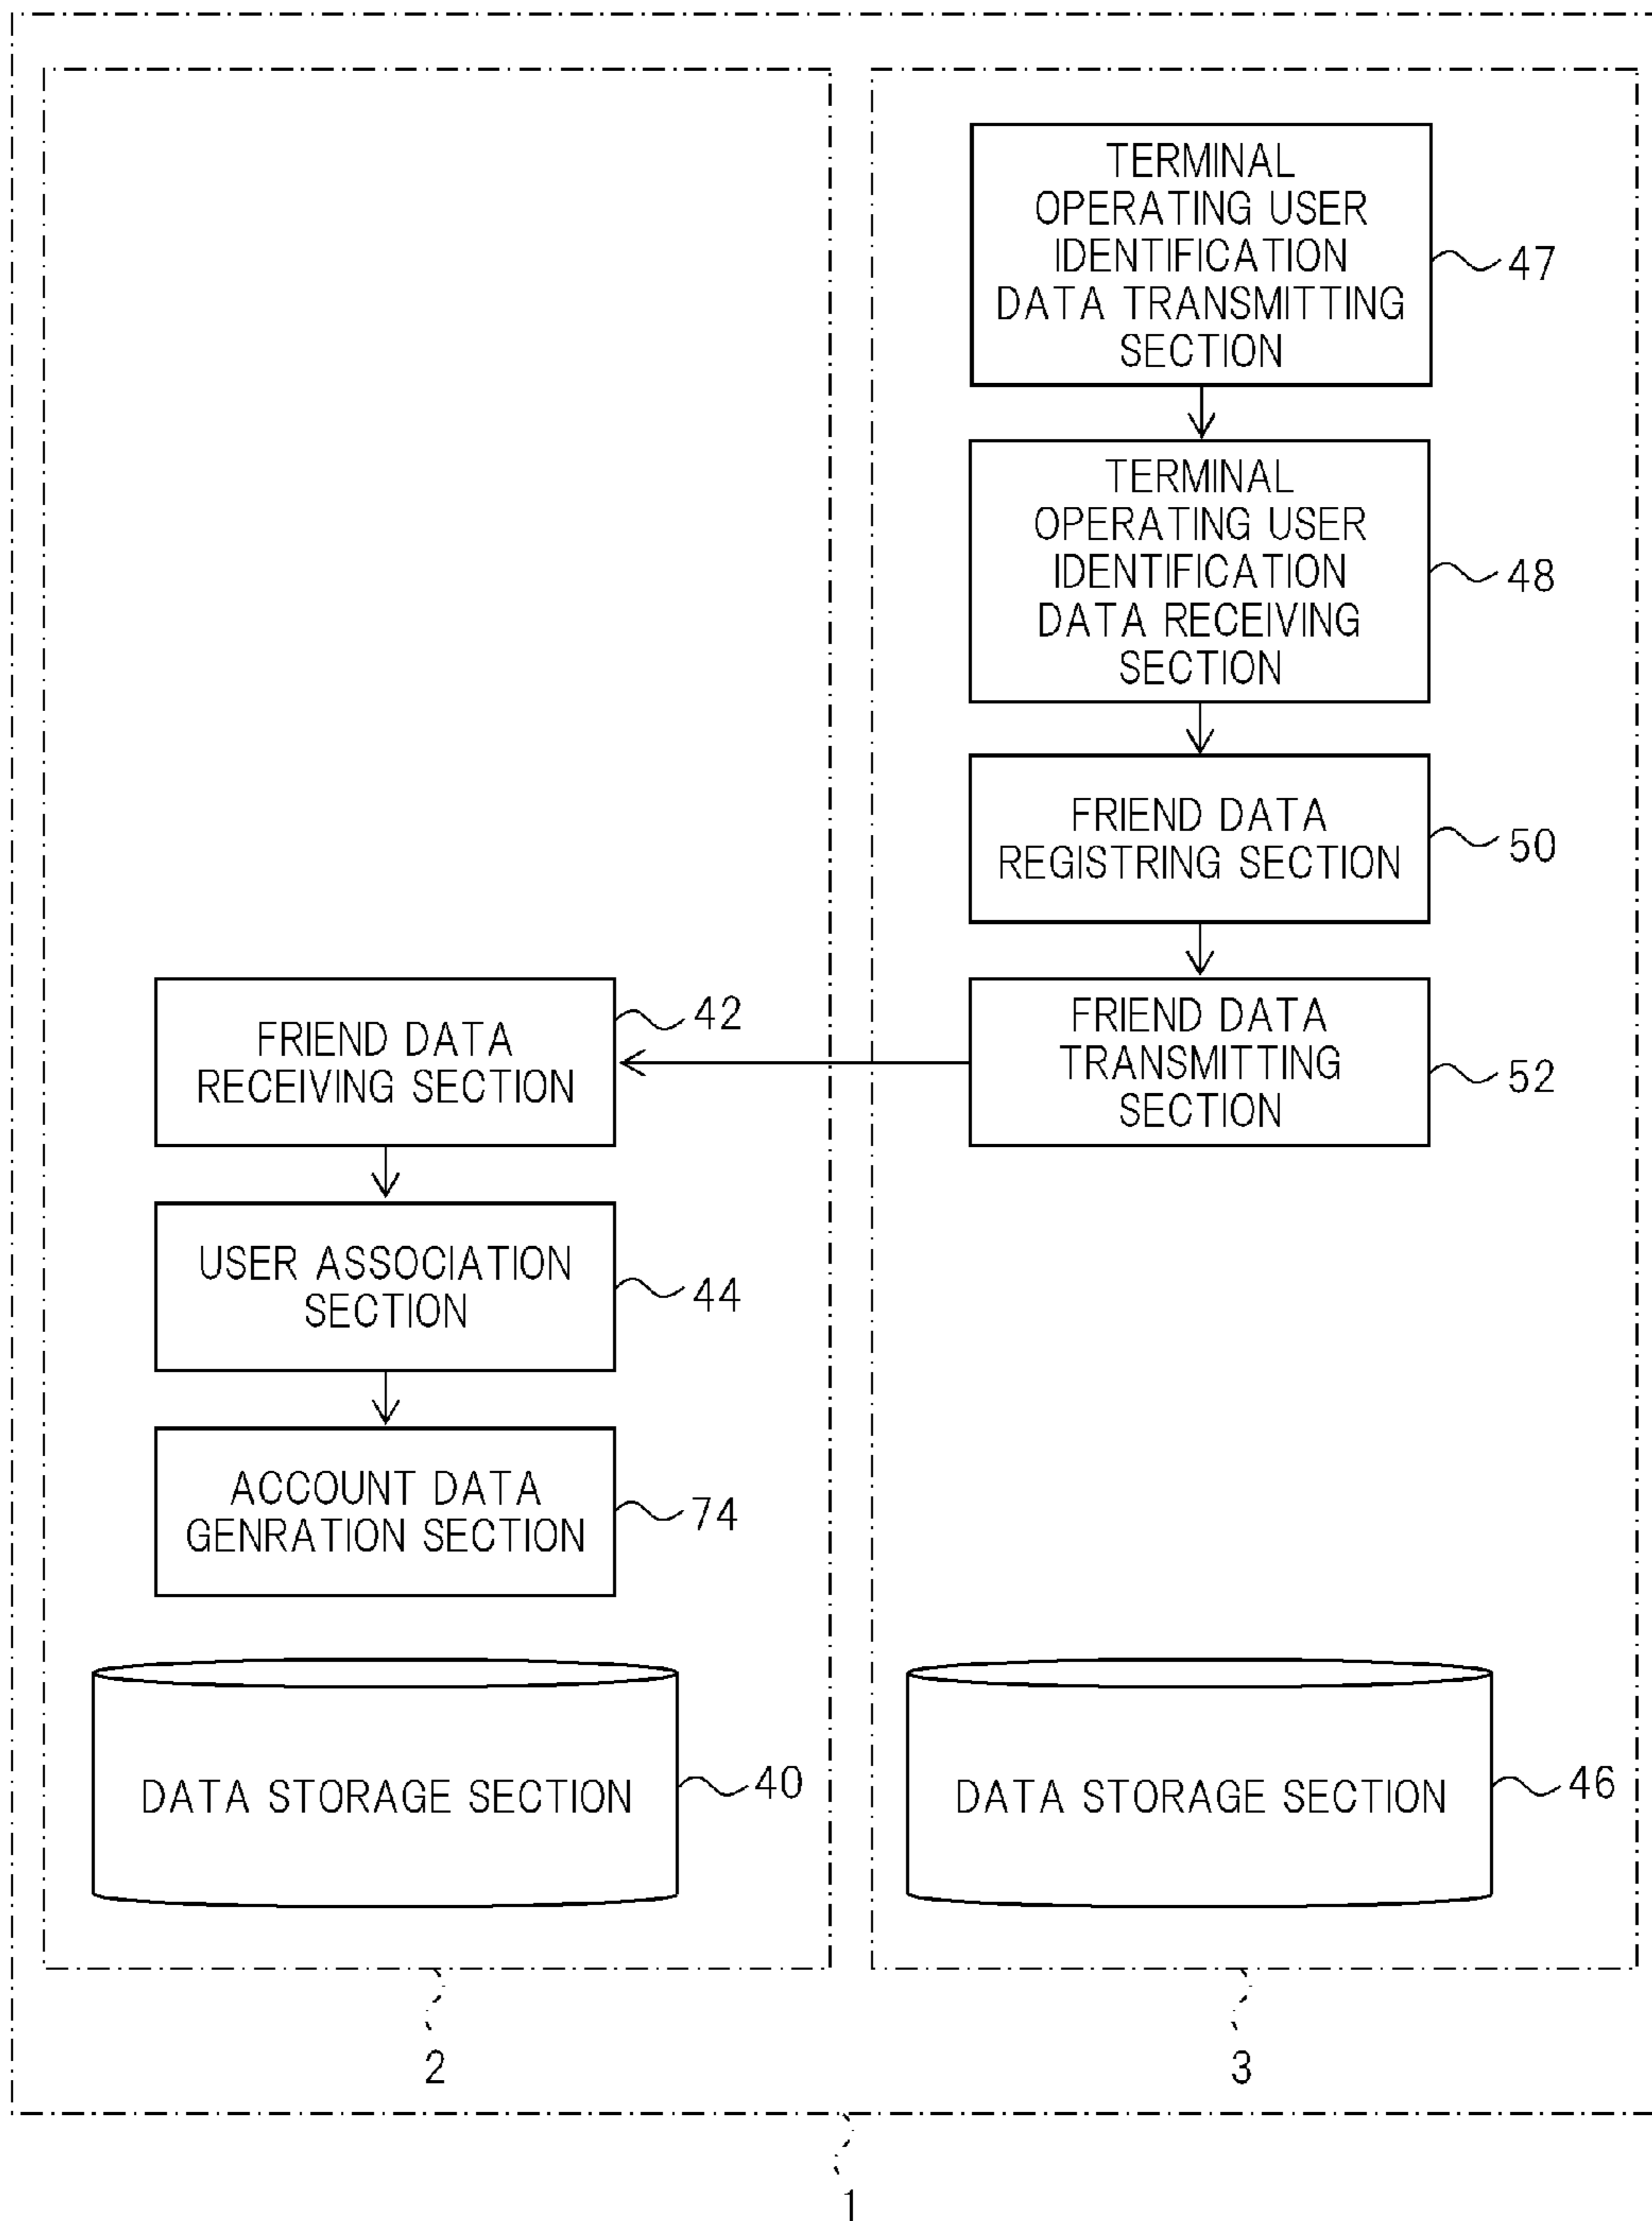 TERMINAL
OPERATING USER
IDENTIFICATION
DATA TRANSMITTING
SECTION
47
TERMINAL
OPERATING USER
IDENTIFICATION
DATA RECEIVING
SECTION
48
FRIEND DATA
REGISTRING SECTION
50
FRIEND DATA
RECEIVING SECTION
42
FRIEND DATA
TRANSMITTING
SECTION
52
USER ASSOCIATION
SECTION
44
ACCOUNT DATA
GENRATION SECTION
74
DATA STORAGE SECTION
40
DATA STORAGE SECTION
46
2
3
1